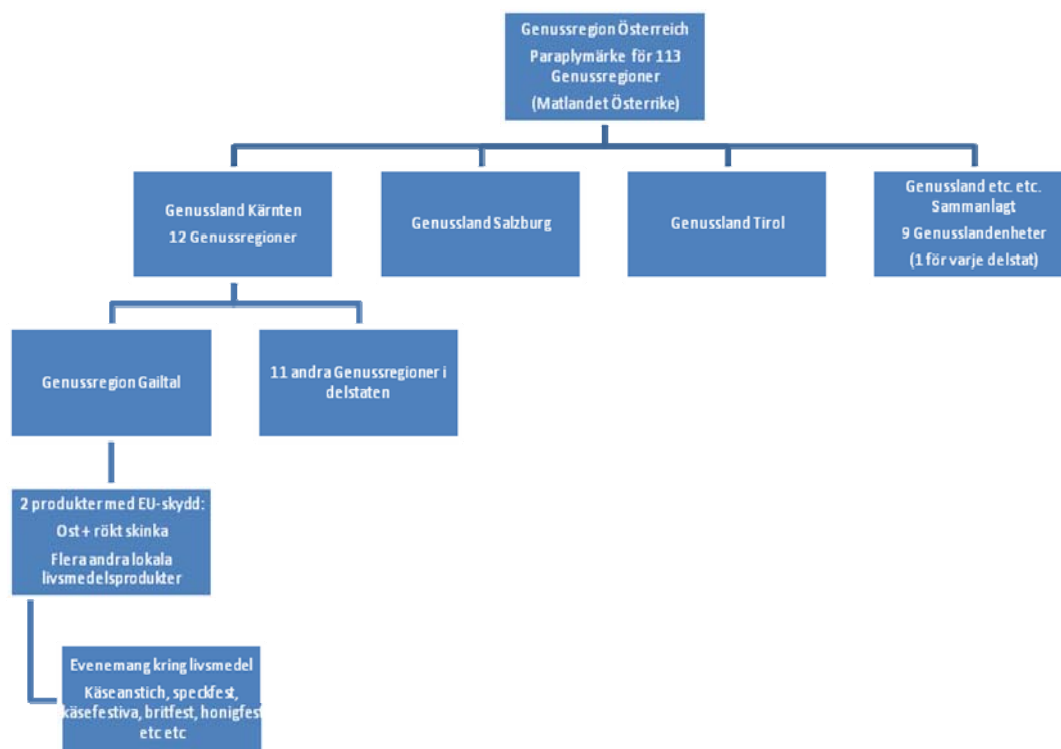 Genussregion Österreich
Paraplymärke för 113
Genussregioner
(Matlandet Österrike)
Genussland Kärnten
12 Genussregioner
Genussland Salzburg
Genussland Tirol
Genussland etc. etc.
Sammanlagt
9 Genusslandenheter
(1 för varje delstat)
Genussregion Gailtal
11 andra Genussregioner i
delstaten
2 produkter med EU-skydd:
Ost + rökt skinka
Flera andra lokala
livsmedelsprodukter
Evenemang kring livsmedel
Käseanstich, speckfest,
käsefestiva, britfest, honigfest
etc etc